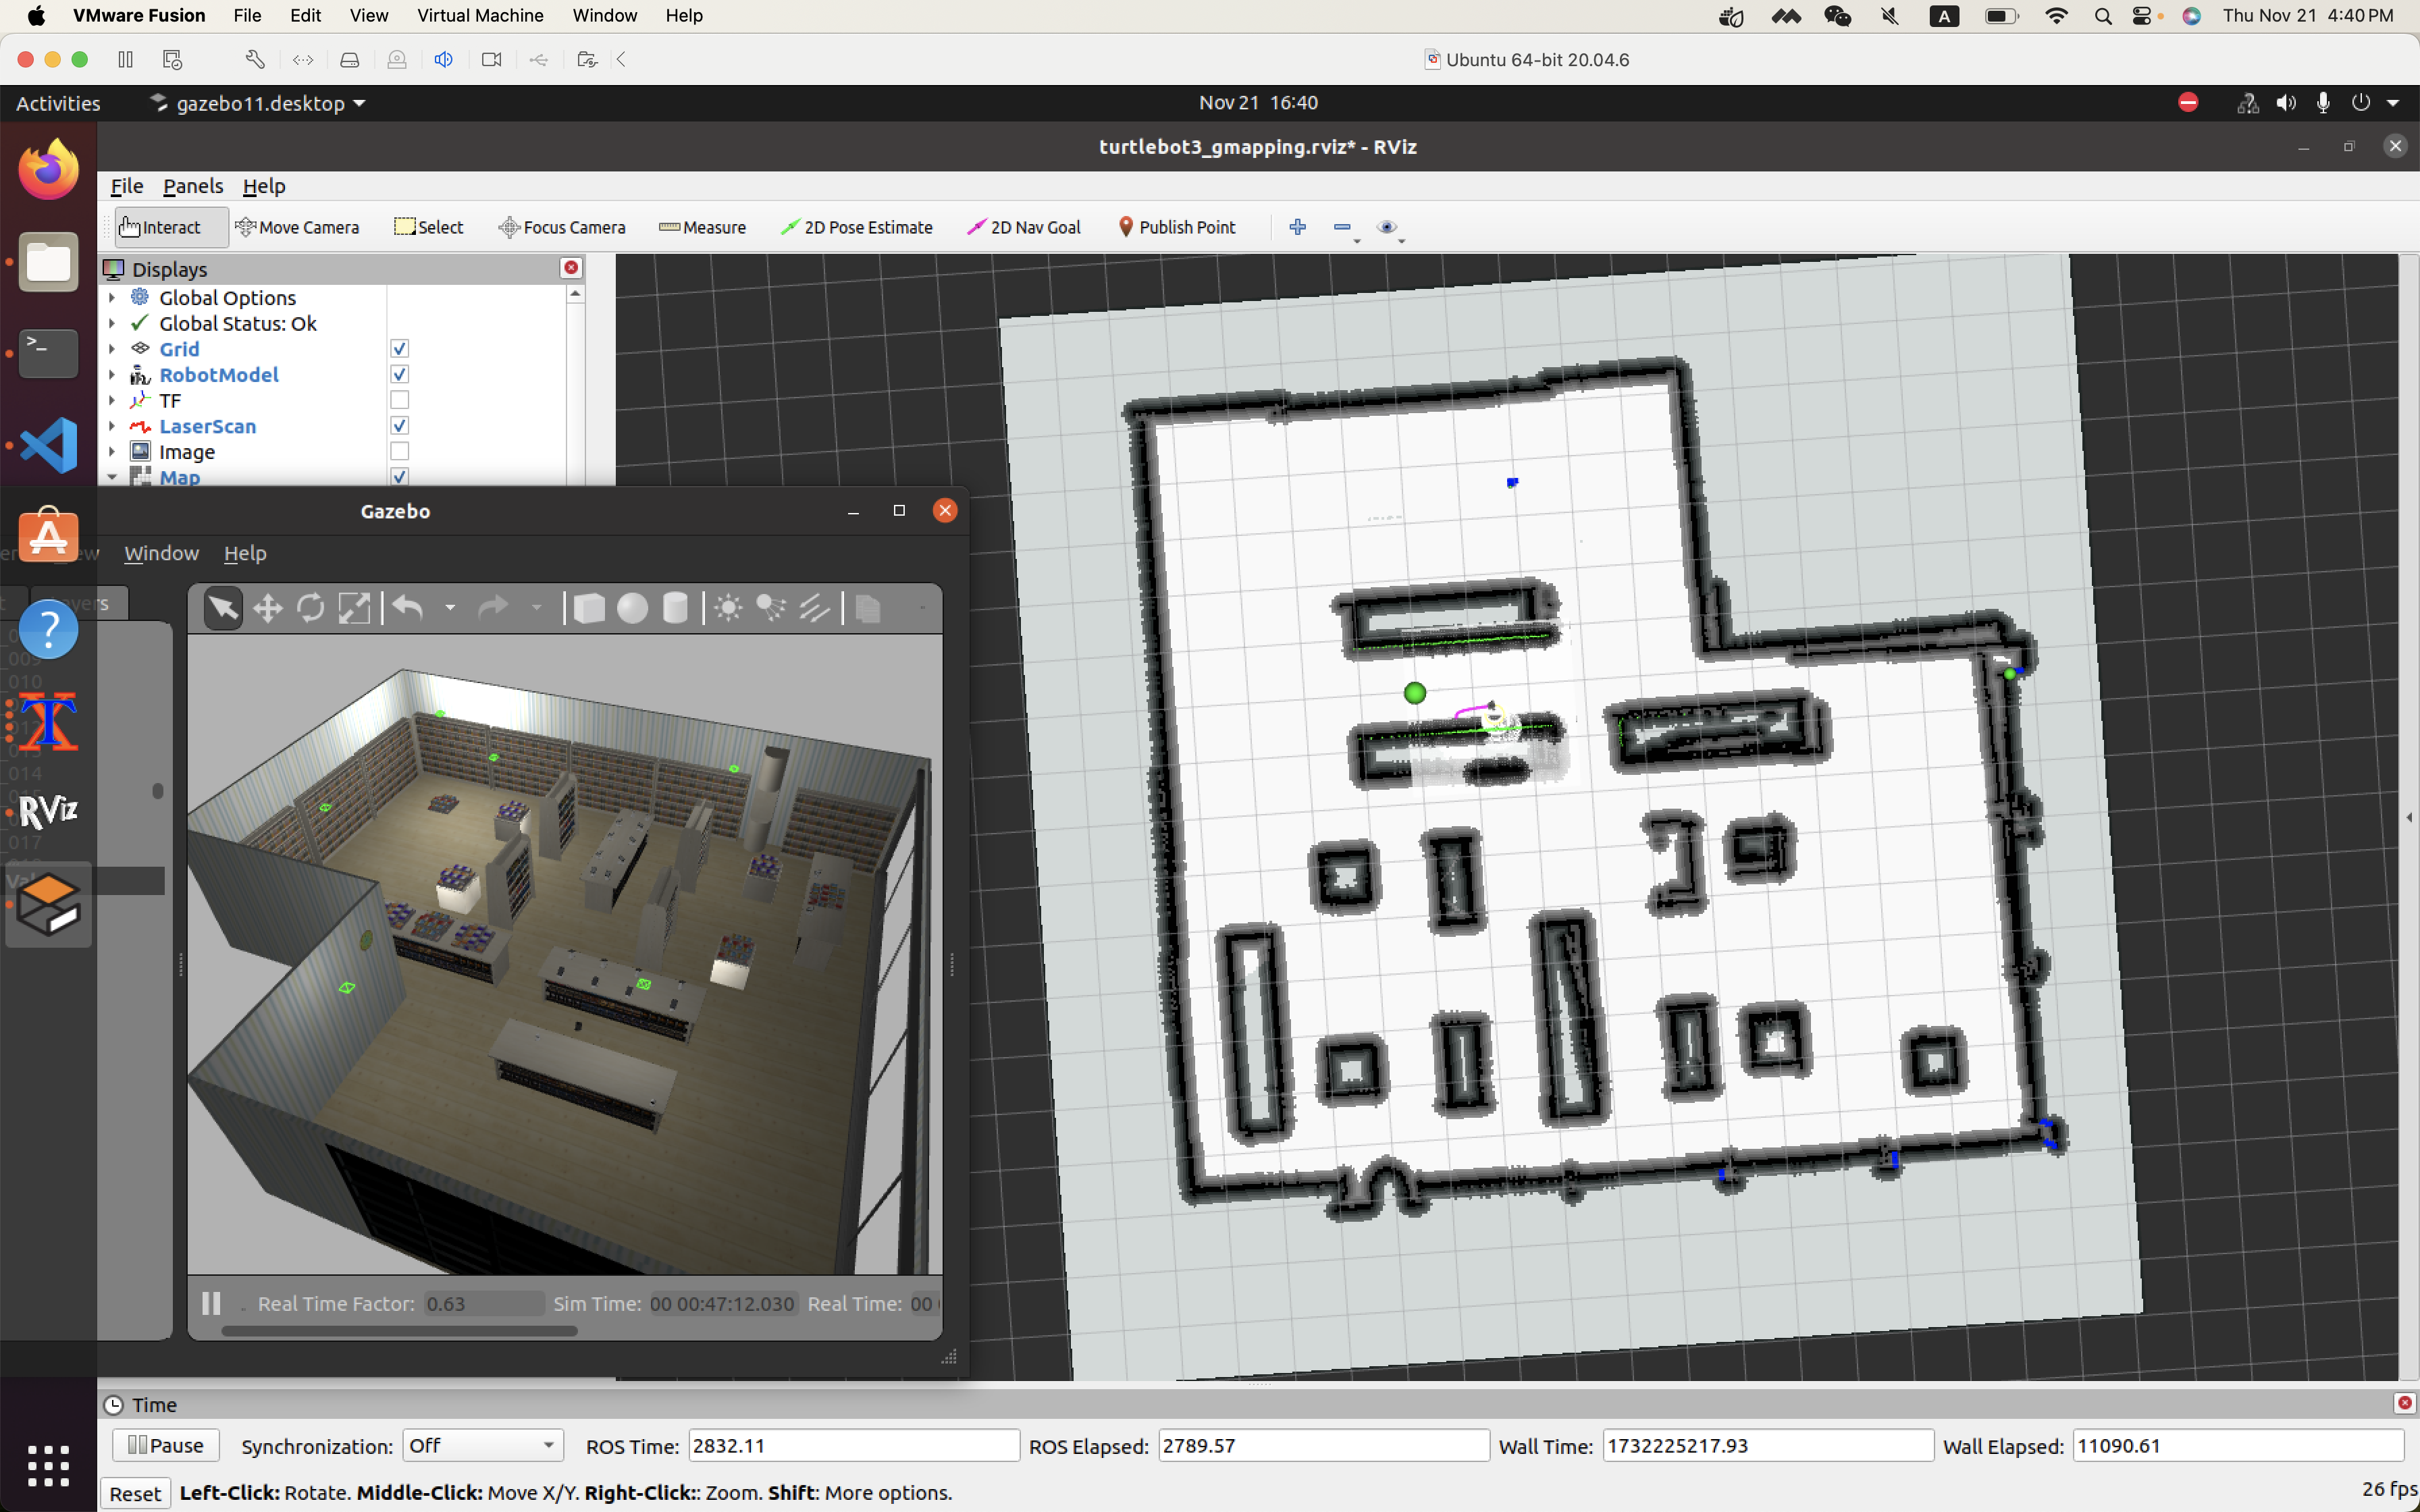 VMware Fusion File Edit View Virtual Machine Window Help A Thu Nov 21 4:40 PM
Ubuntu 64-bit 20.04.6
Activities gazebo11.desktop Nov 21 16:40
turtlebot3_gmapping.rviz* - RViz
File Panels Help
Interact Move Camera Select Focus Camera Measure 2D Pose Estimate 2D Nav Goal Publish Point
Displays
Global Options
Global Status: Ok
Grid
RobotModel
TF
LaserScan
Image
Map
Gazebo
Window Help
009
010
014
017
RViz
Real Time Factor: 0.63 Sim Time: 00 00:47:12.030 Real Time: 00
Time
Pause Synchronization: Off ROS Time: 2832.11 ROS Elapsed: 2789.57 Wall Time: 1732225217.93 Wall Elapsed: 11090.61
Reset Left-Click: Rotate. Middle-Click: Move X/Y. Right-Click:: Zoom. Shift: More options. 26 fps